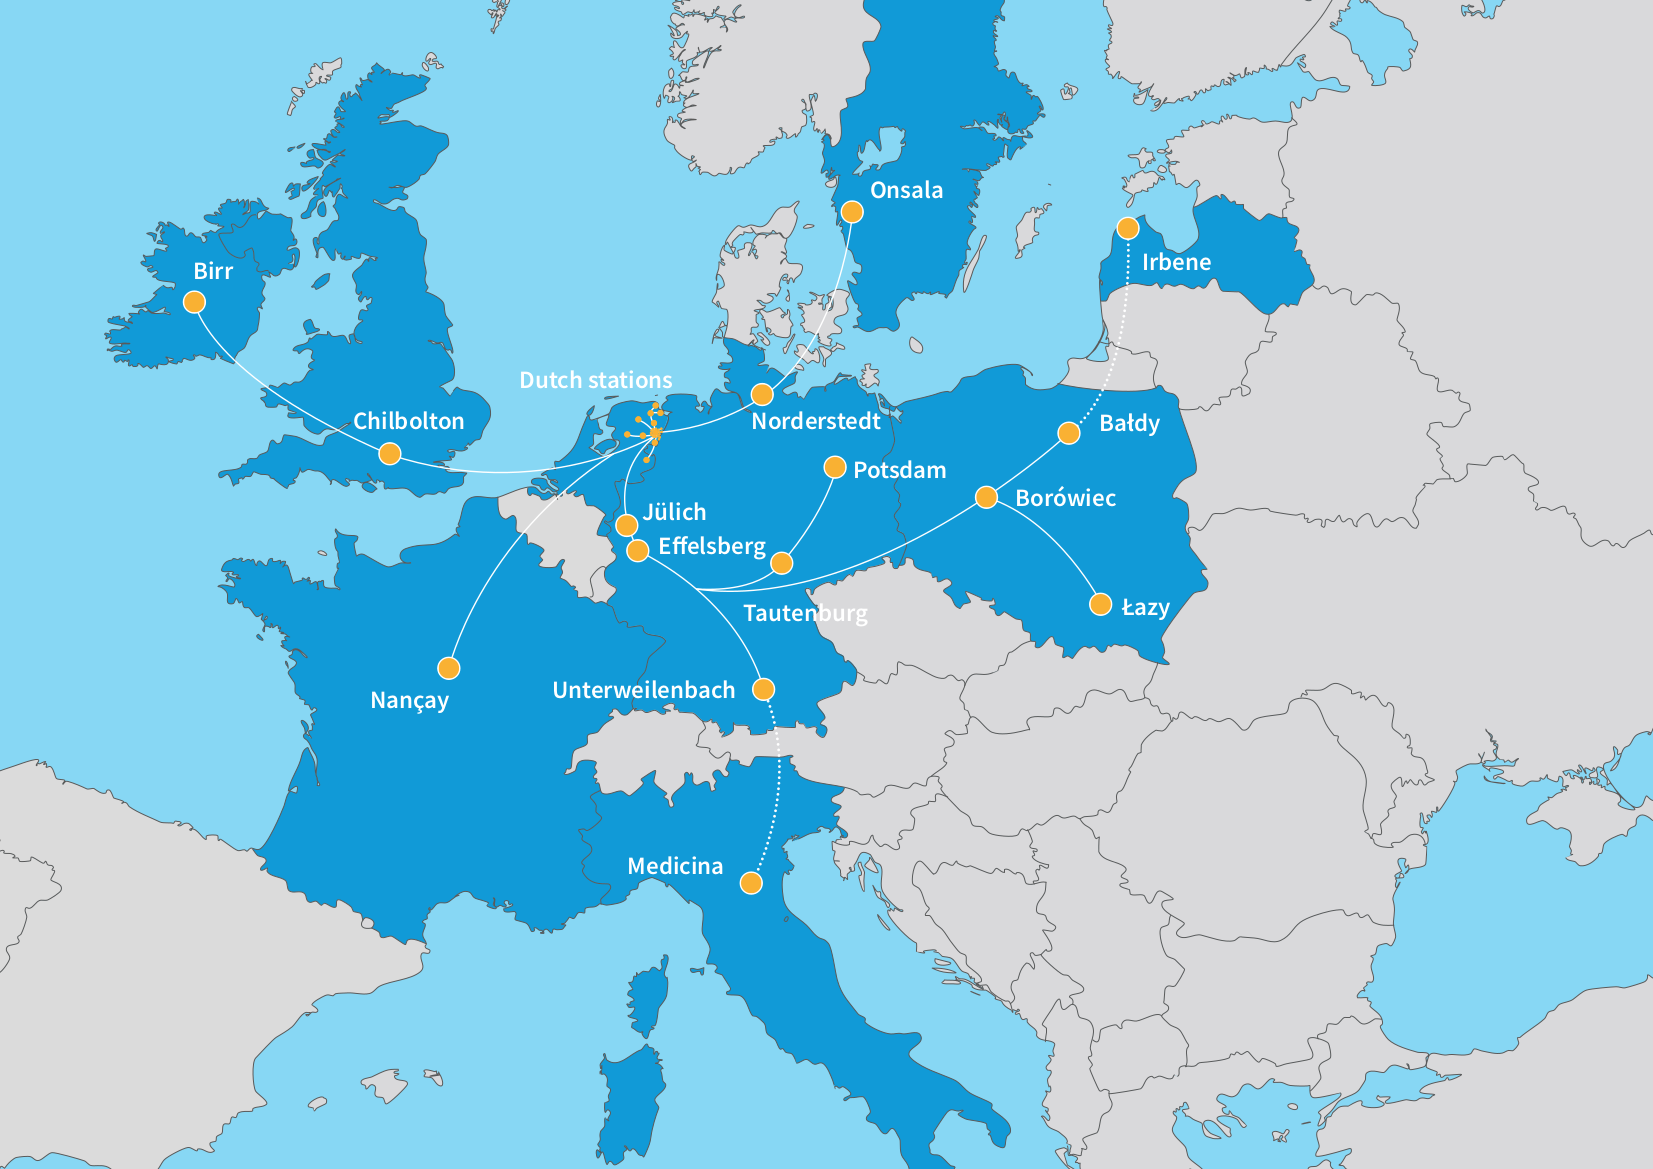 Onsala
Irbene
Birr
Dutch stations
Chilbolton
Norderstedt
Bałdy
Potsdam
Borówiec
Jülich
Effelsberg
Tautenburg
Łazy
Unterweilenbach
Nançay
Medicina